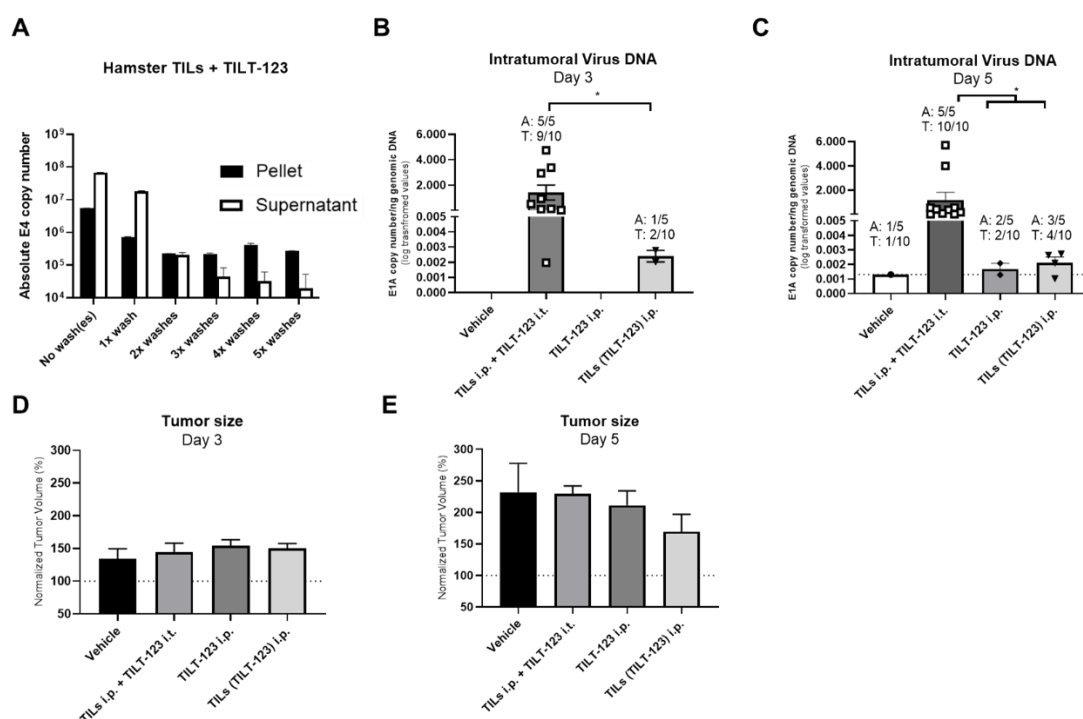 A
Hamster TILs + TILT-123
Absolute E4 copy number
10⁹
10⁸
10⁷
10⁶
10⁵
10⁴
Pellet
Supernatant
No wash(es)
1x wash
2x washes
3x washes
4x washes
5x washes
B
Intratumoral Virus DNA
Day 3
*
A: 5/5
T: 9/10
A: 1/5
T: 2/10
E1A copy numbering genomic DNA
(log trasnfromed values)
6.000
4.000
2.000
0.005
0.004
0.003
0.002
0.001
0.000
Vehicle
TILs i.p. + TILT-123 i.t.
TILT-123 i.p.
TILs (TILT-123) i.p.
C
Intratumoral Virus DNA
Day 5
*
A: 5/5
T: 10/10
A: 1/5
T: 1/10
A: 2/5
T: 2/10
A: 3/5
T: 4/10
E1A copy numbering genomic DNA
(log transformed values)
6.000
4.000
2.000
0.005
0.004
0.003
0.002
0.001
0.000
Vehicle
TILs i.p. + TILT-123 i.t.
TILT-123 i.p.
TILs (TILT-123) i.p.
D
Tumor size
Day 3
Normalized Tumor Volume (%)
300
250
200
150
100
50
Vehicle
TILs i.p. + TILT-123 i.t.
TILT-123 i.p.
TILs (TILT-123) i.p.
E
Tumor size
Day 5
Normalized Tumor Volume (%)
300
250
200
150
100
50
Vehicle
TILs i.p. + TILT-123 i.t.
TILT-123 i.p.
TILs (TILT-123) i.p.